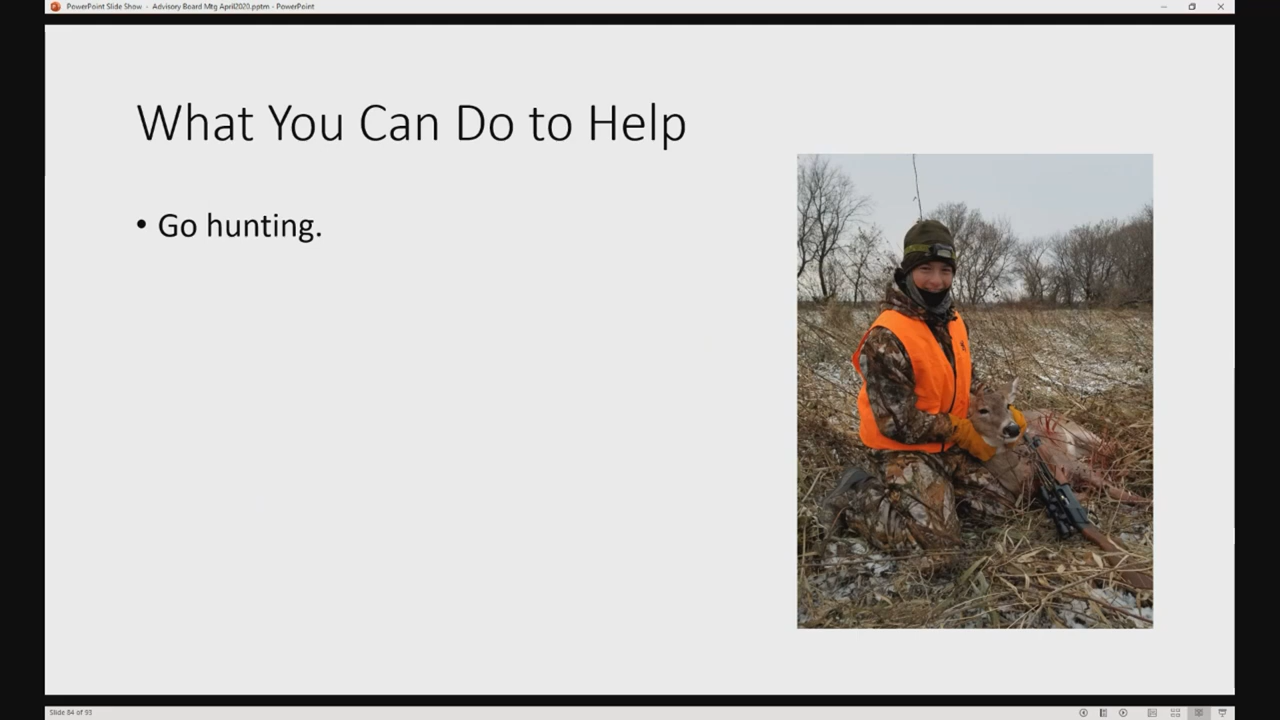 PowerPoint Slide Show - Advisory Board Mtg April2020.pptm - PowerPoint
What You Can Do to Help
• Go hunting.
Slide 84 of 93